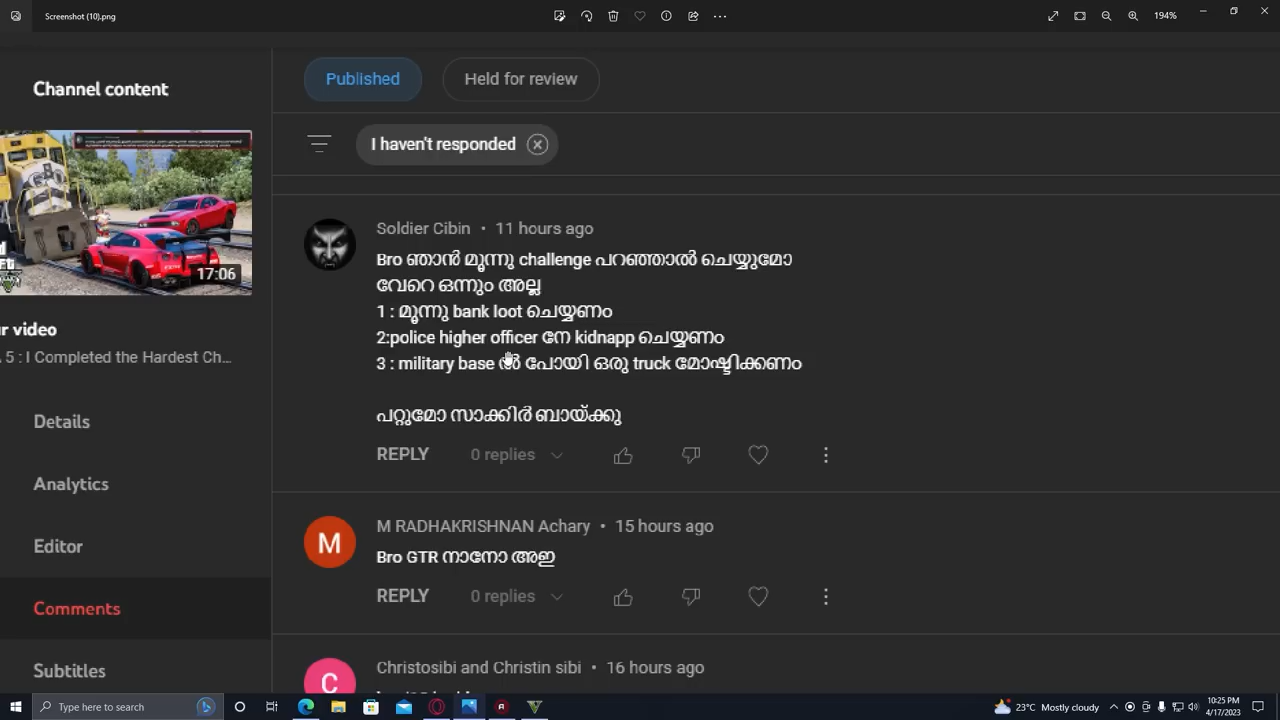 Screenshot (10).png
194%
Channel content
Published
Held for review
I haven't responded
17:06
Soldier Cibin • 11 hours ago
Bro ഞാൻ മൂന്നു challenge പറഞ്ഞാൽ ചെയ്യുമോ
വേറെ ഒന്നും അല്ല
1 : മൂന്നു bank loot ചെയ്യണം
2:police higher officer നേ kidnapp ചെയ്യണം
3 : military base ൽ പോയി ഒരു truck മോഷ്ടിക്കണം
പറ്റുമോ സാക്കിർ ബായ്ക്കു
REPLY 0 replies
r video
5 : I Completed the Hardest Ch...
Details
Analytics
Editor
Comments
Subtitles
M RADHAKRISHNAN Achary • 15 hours ago
M
Bro GTR നാനോ അഇ
REPLY 0 replies
Christosibi and Christin sibi • 16 hours ago
C
Type here to search
23°C Mostly cloudy
10:25 PM
4/17/2023